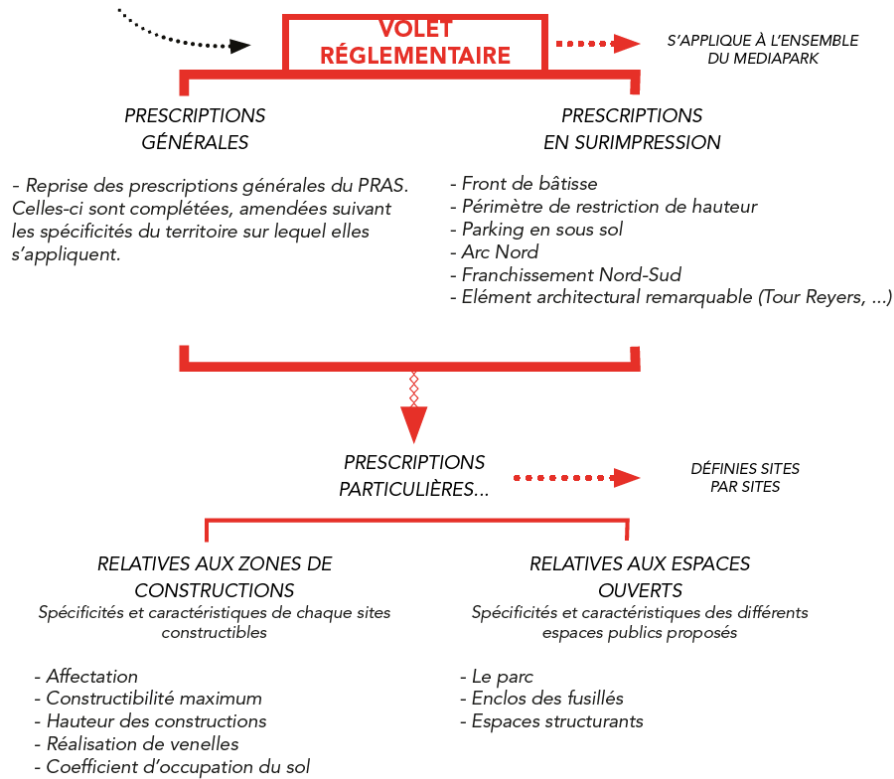 VOLET
RÉGLEMENTAIRE
S'APPLIQUE À L'ENSEMBLE
DU MEDIAPARK
PRESCRIPTIONS
GÉNÉRALES
- Reprise des prescriptions générales du PRAS.
Celles-ci sont complétées, amendées suivant
les spécificités du territoire sur lequel elles
s'appliquent.
PRESCRIPTIONS
EN SURIMPRESSION
- Front de bâtisse
- Périmètre de restriction de hauteur
- Parking en sous sol
- Arc Nord
- Franchissement Nord-Sud
- Elément architectural remarquable (Tour Reyers, ...)
PRESCRIPTIONS
PARTICULIÈRES...
DÉFINIES SITES
PAR SITES
RELATIVES AUX ZONES DE
CONSTRUCTIONS
Spécificités et caractéristiques de chaque sites
constructibles
- Affectation
- Constructibilité maximum
- Hauteur des constructions
- Réalisation de venelles
- Coefficient d'occupation du sol
RELATIVES AUX ESPACES
OUVERTS
Spécificités et caractéristiques des différents
espaces publics proposés
- Le parc
- Enclos des fusillés
- Espaces structurants